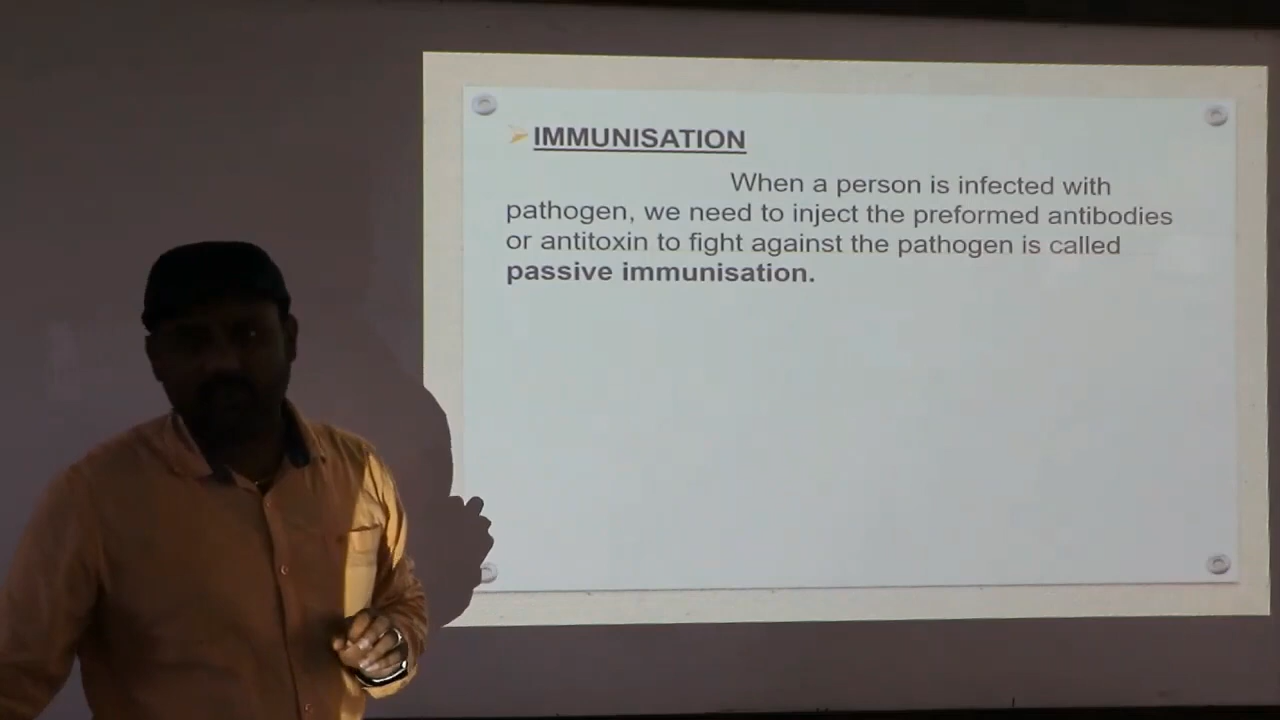 IMMUNISATION
When a person is infected with
pathogen, we need to inject the preformed antibodies
or antitoxin to fight against the pathogen is called
passive immunisation.